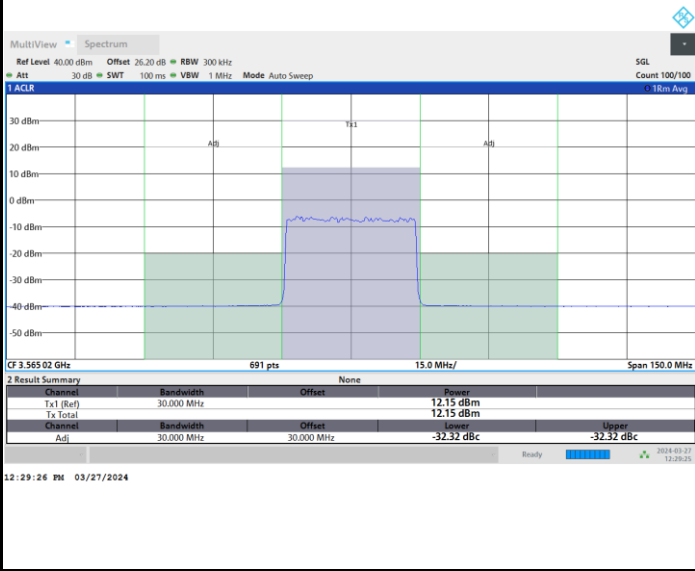 MultiView Spectrum
Ref Level 40.00 dBm Offset 26.20 dB RBW 300 kHz SGL
Att 30 dB SWT 100 ms VBW 1 MHz Mode Auto Sweep Count 100/100
1 ACLR 1Rm Avg
30 dBm
Tx1
20 dBm
Adj Adj
10 dBm
0 dBm
-10 dBm
-20 dBm
-30 dBm
-40 dBm
-50 dBm
CF 3.565 02 GHz 691 pts 15.0 MHz/ Span 150.0 MHz
2 Result Summary None
Channel Bandwidth Offset Power
Tx1 (Ref) 30.000 MHz 12.15 dBm
Tx Total 12.15 dBm
Channel Bandwidth Offset Lower Upper
Adj 30.000 MHz 30.000 MHz -32.32 dBc -32.32 dBc
Ready 2024-03-27
12:29:25
12:29:26 PM 03/27/2024